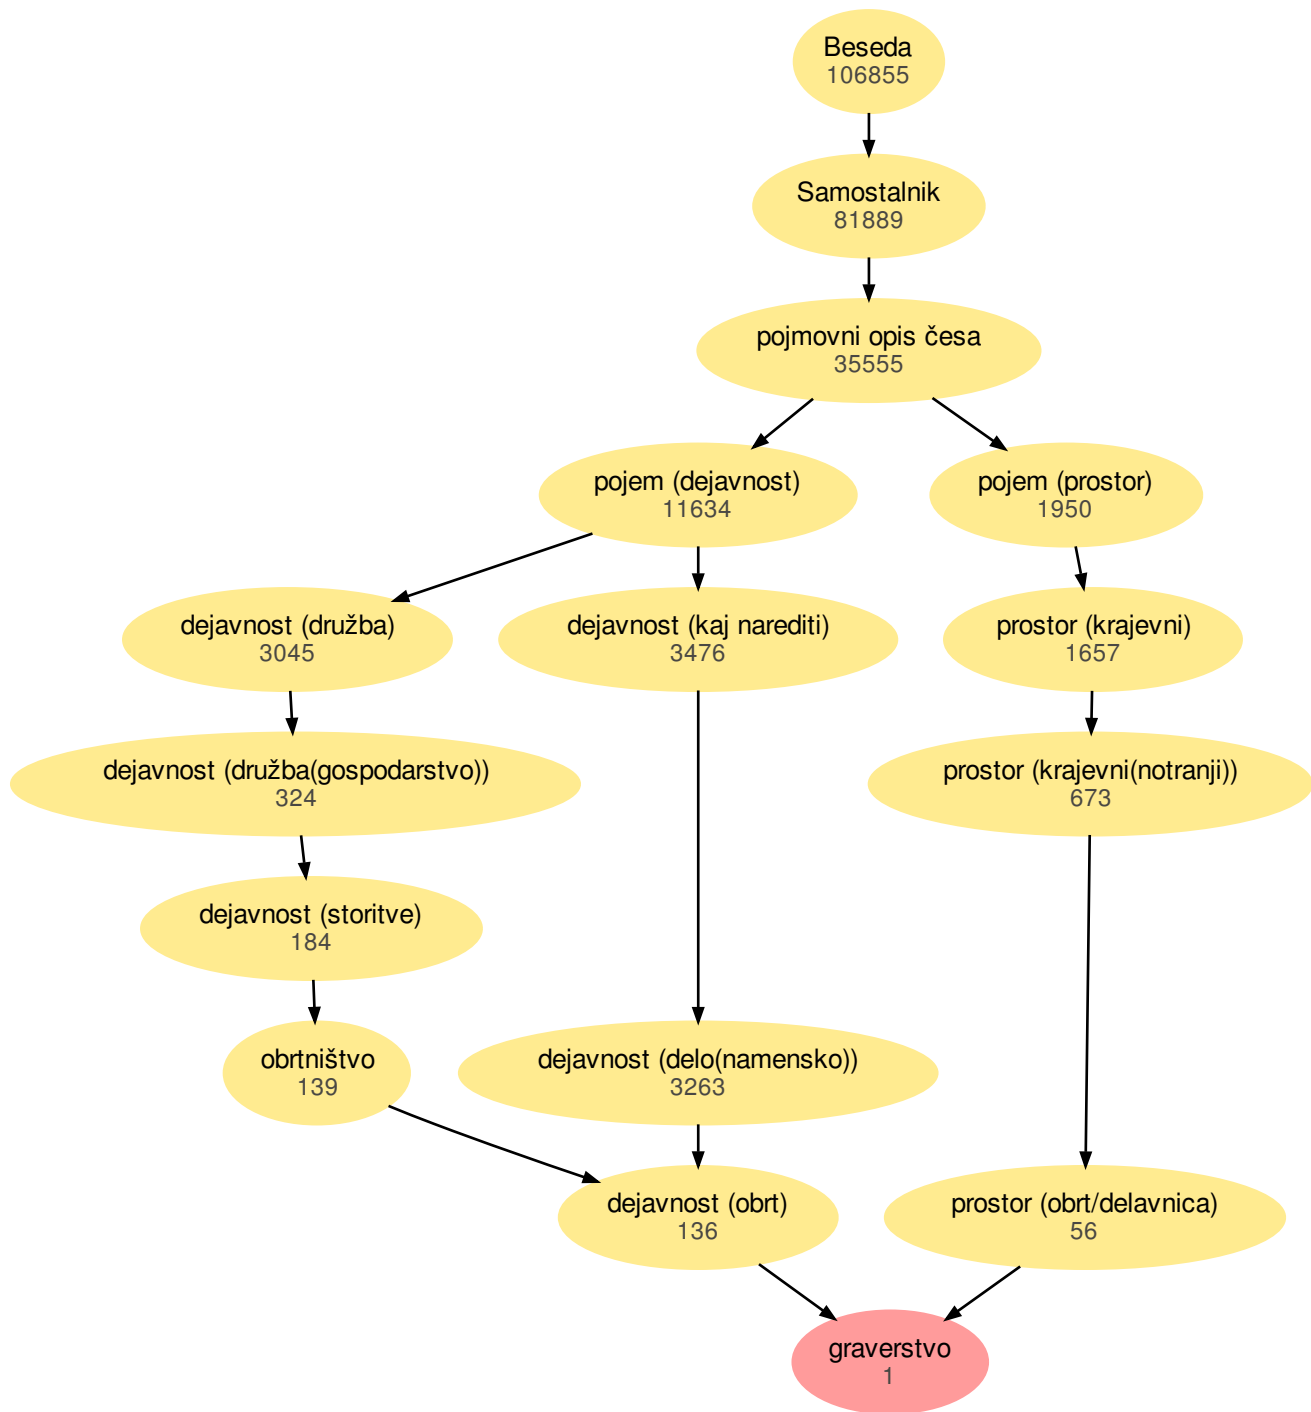 Beseda
106855
Samostalnik
81889
pojmovni opis česa
35555
pojem (dejavnost)
11634
pojem (prostor)
1950
dejavnost (družba)
3045
dejavnost (kaj narediti)
3476
prostor (krajevni)
1657
dejavnost (družba(gospodarstvo))
324
prostor (krajevni(notranji))
673
dejavnost (storitve)
184
obrtništvo
139
dejavnost (delo(namensko))
3263
dejavnost (obrt)
136
prostor (obrt/delavnica)
56
graverstvo
1